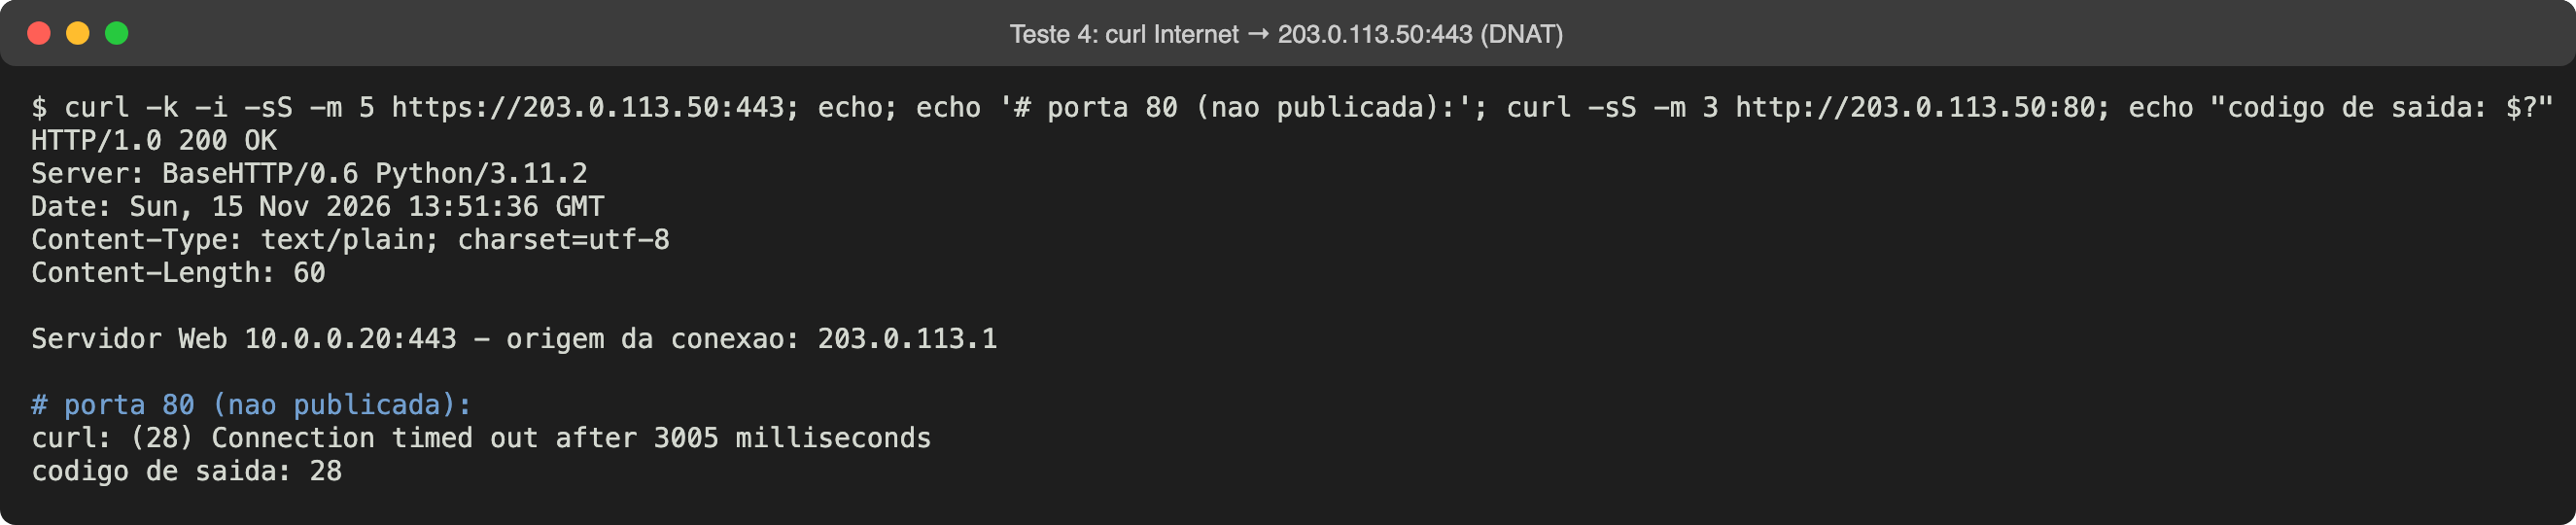 Teste 4: curl Internet → 203.0.113.50:443 (DNAT)
$ curl -k -i -sS -m 5 https://203.0.113.50:443; echo; echo '# porta 80 (nao publicada):'; curl -sS -m 3 http://203.0.113.50:80; echo "codigo de saida: $?"
HTTP/1.0 200 OK
Server: BaseHTTP/0.6 Python/3.11.2
Date: Sun, 15 Nov 2026 13:51:36 GMT
Content-Type: text/plain; charset=utf-8
Content-Length: 60
Servidor Web 10.0.0.20:443 - origem da conexao: 203.0.113.1
# porta 80 (nao publicada):
curl: (28) Connection timed out after 3005 milliseconds
codigo de saida: 28